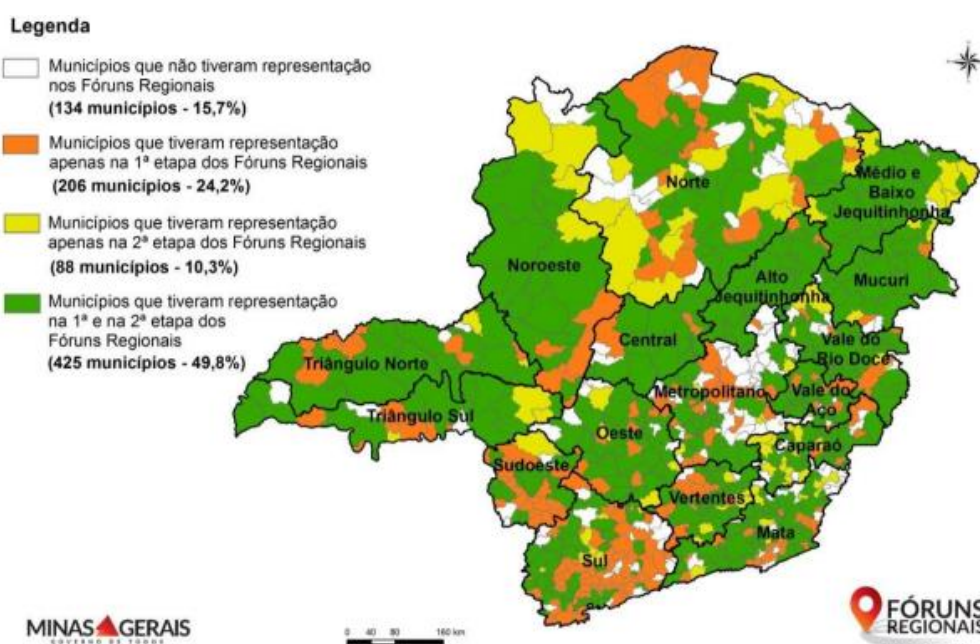 Legenda
Municípios que não tiveram representação
nos Fóruns Regionais
(134 municípios - 15,7%)
Municípios que tiveram representação
apenas na 1ª etapa dos Fóruns Regionais
(206 municípios - 24,2%)
Municípios que tiveram representação
apenas na 2ª etapa dos Fóruns Regionais
(88 municípios - 10,3%)
Municípios que tiveram representação
na 1ª e na 2ª etapa dos
Fóruns Regionais
(425 municípios - 49,8%)
Norte
Médio e
Baixo
Jequitinhonha
Noroeste
Alto
Jequitinhonha
Mucuri
Central
Vale do
Rio Doce
Triângulo Norte
Metropolitano
Vale do
Aço
Triângulo Sul
Oeste
Caparaó
Sudoeste
Vertentes
Mata
Sul
MINAS GERAIS
GOVERNO DE TODOS
0 40 80 160 km
FÓRUNS
REGIONAIS